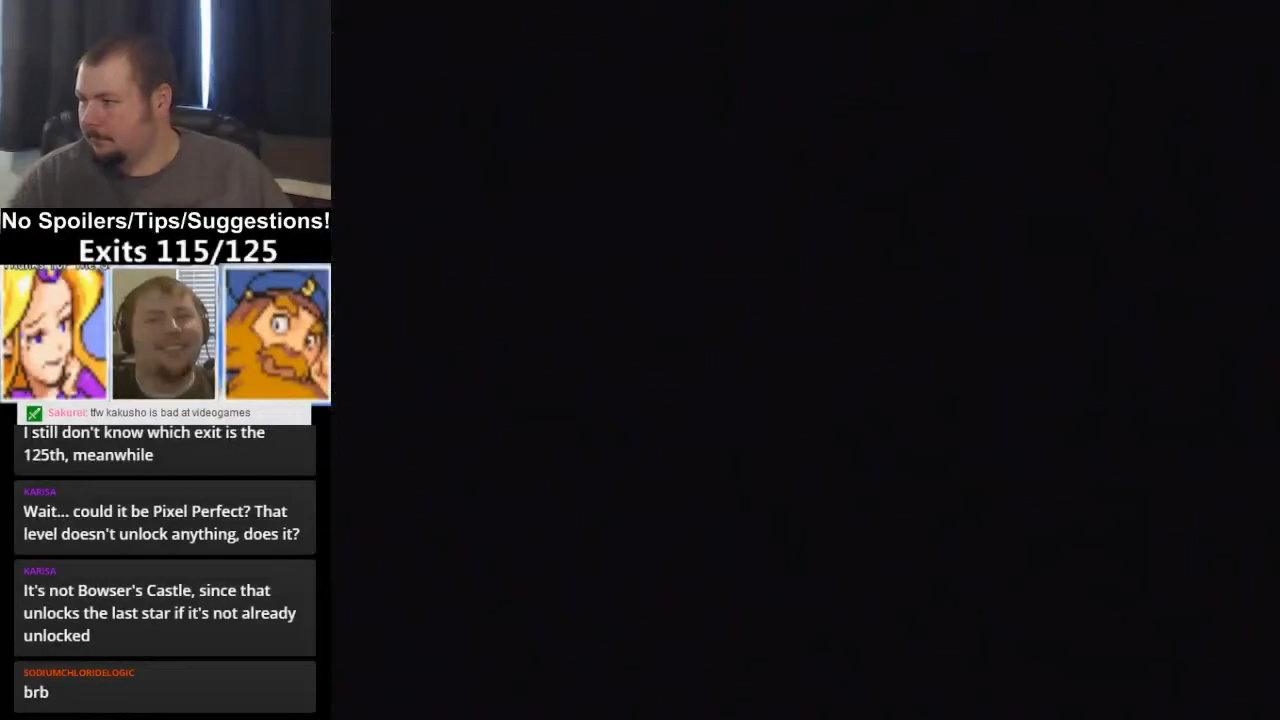 No Spoilers/Tips/Suggestions!
Exits 115/125
Sakurei: tfw kakusho is bad at videogames
I still don't know which exit is the
125th, meanwhile
KARISA
Wait... could it be Pixel Perfect? That
level doesn't unlock anything, does it?
KARISA
It's not Bowser's Castle, since that
unlocks the last star if it's not already
unlocked
SODIUMCHLORIDELOGIC
brb